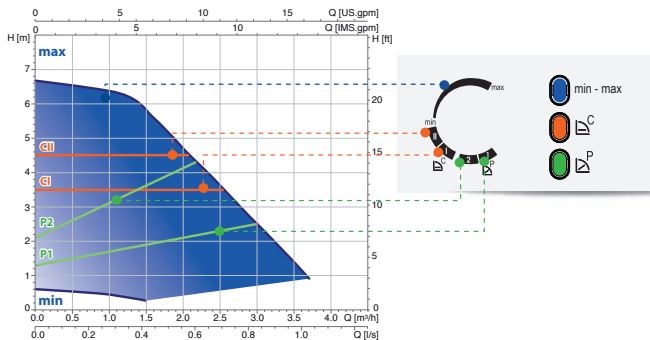 0 5 10 15 Q [US.gpm]
0 5 10 Q [IMS.gpm]
H [m] H [ft]
max
7
6
5
4
3
2
1
0
20
15
10
5
0
CII
CI
P2
P1
min
0.0 0.5 1.0 1.5 2.0 2.5 3.0 3.5 Q [m³/h]
0.0 0.2 0.4 0.6 0.8 1.0 Q [l/s]
max
min
II
I
2
C
P
min - max
C
P